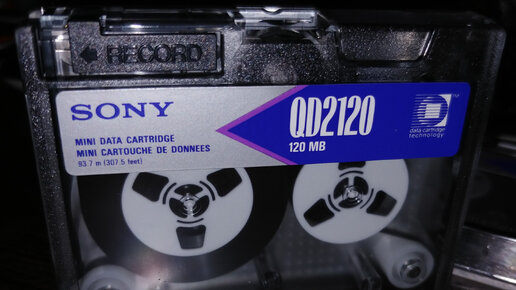 RECORD
SONY
QD2120
MINI DATA CARTRIDGE
MINI CARTOUCHE DE DONNEES
93.7 m (307.5 feet)
120 MB
data cartridge
technology
TM